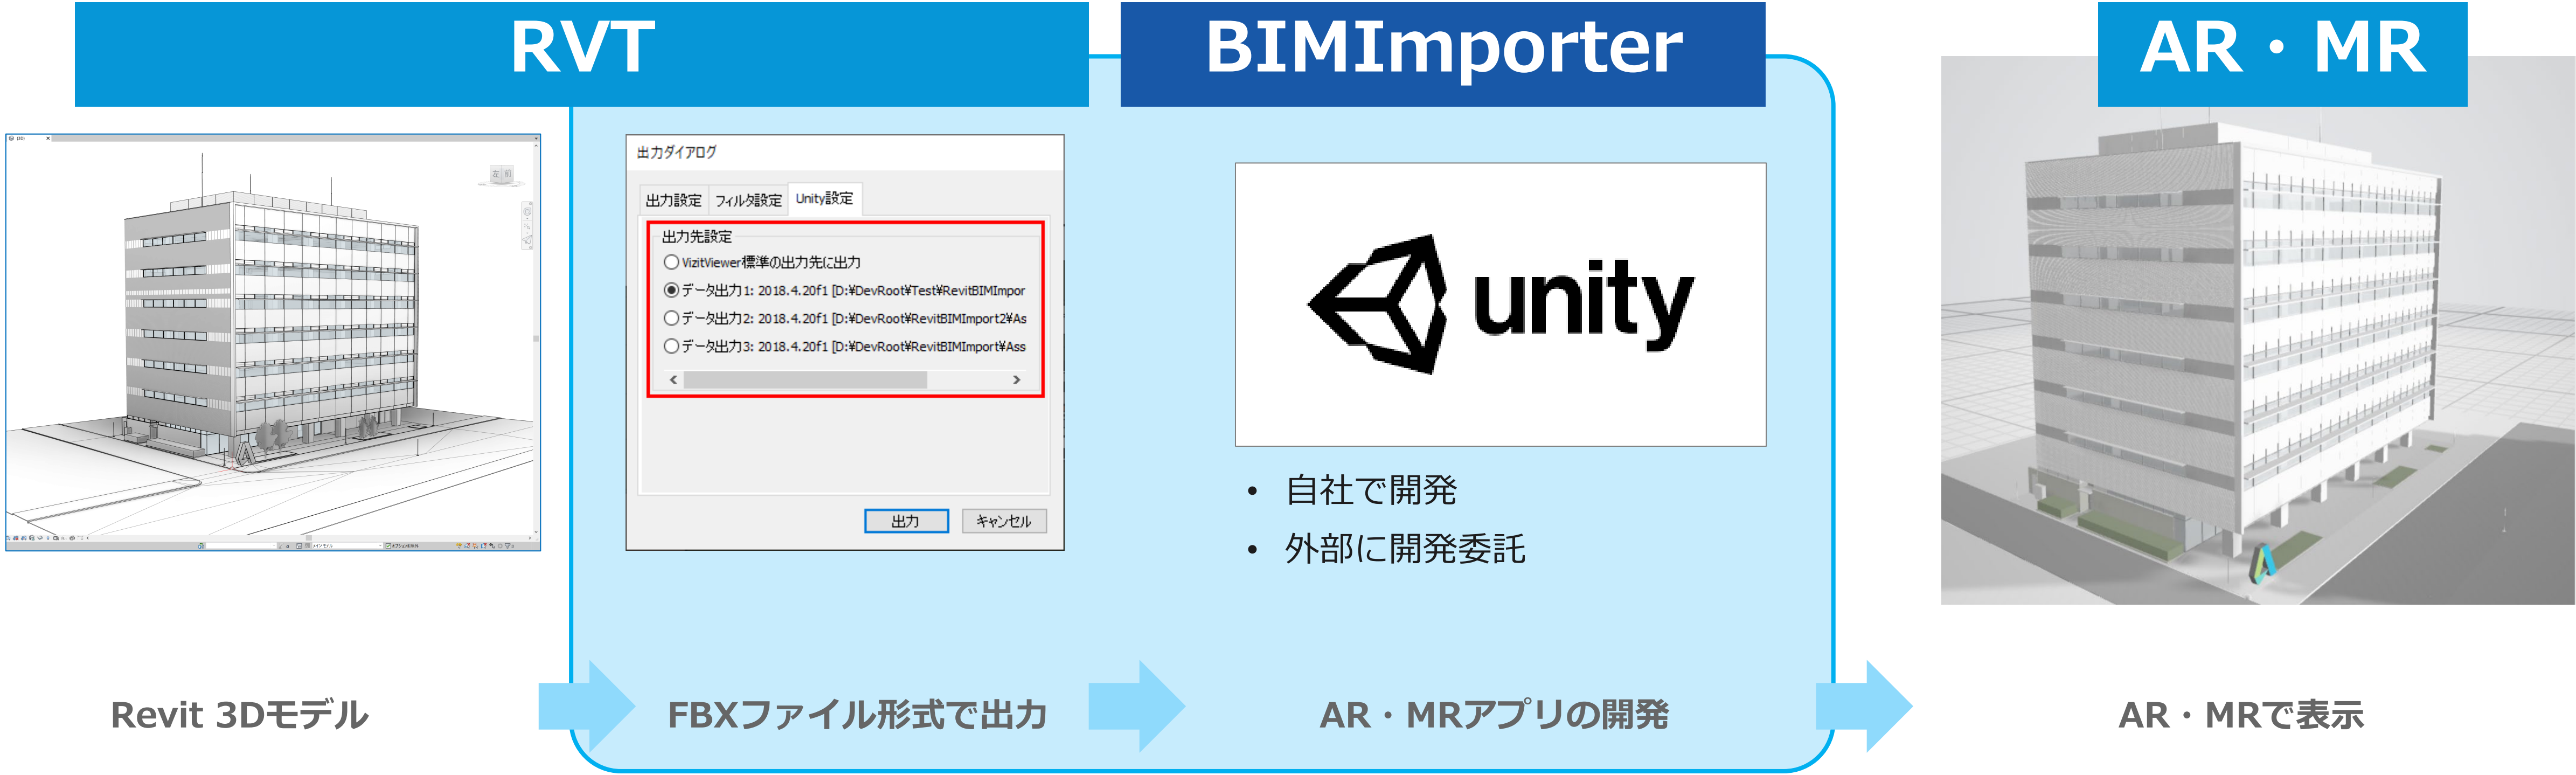 RVT
BIMImporter
AR・MR
{3D}
左 前
出力ダイアログ
出力設定 フィルタ設定 Unity設定
出力先設定
VizitViewer標準の出力先に出力
データ出力1: 2018.4.20f1 [D:¥DevRoot¥Test¥RevitBIMImpor
データ出力2: 2018.4.20f1 [D:¥DevRoot¥RevitBIMImport2¥As
データ出力3: 2018.4.20f1 [D:¥DevRoot¥RevitBIMImport¥Ass
出力 キャンセル
unity
• 自社で開発
• 外部に開発委託
Revit 3Dモデル
FBXファイル形式で出力
AR・MRアプリの開発
AR・MRで表示